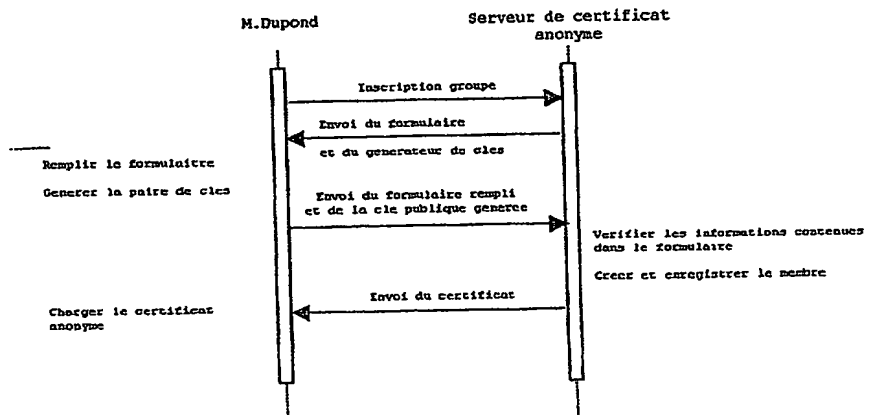 M.Dupond
Serveur de certificat
anonyme
Inscription groupe
Envoi du formulaire
et du generateur du cles
Remplir le formulaitre
Generer la paire de cles
Envoi du formulaire rempli
et de la cle publique generee
Verifier les informations contenues
dans le formulaire
Creer et enregistrer le membre
Envoi du certificat
Charger le certificat
anonyme